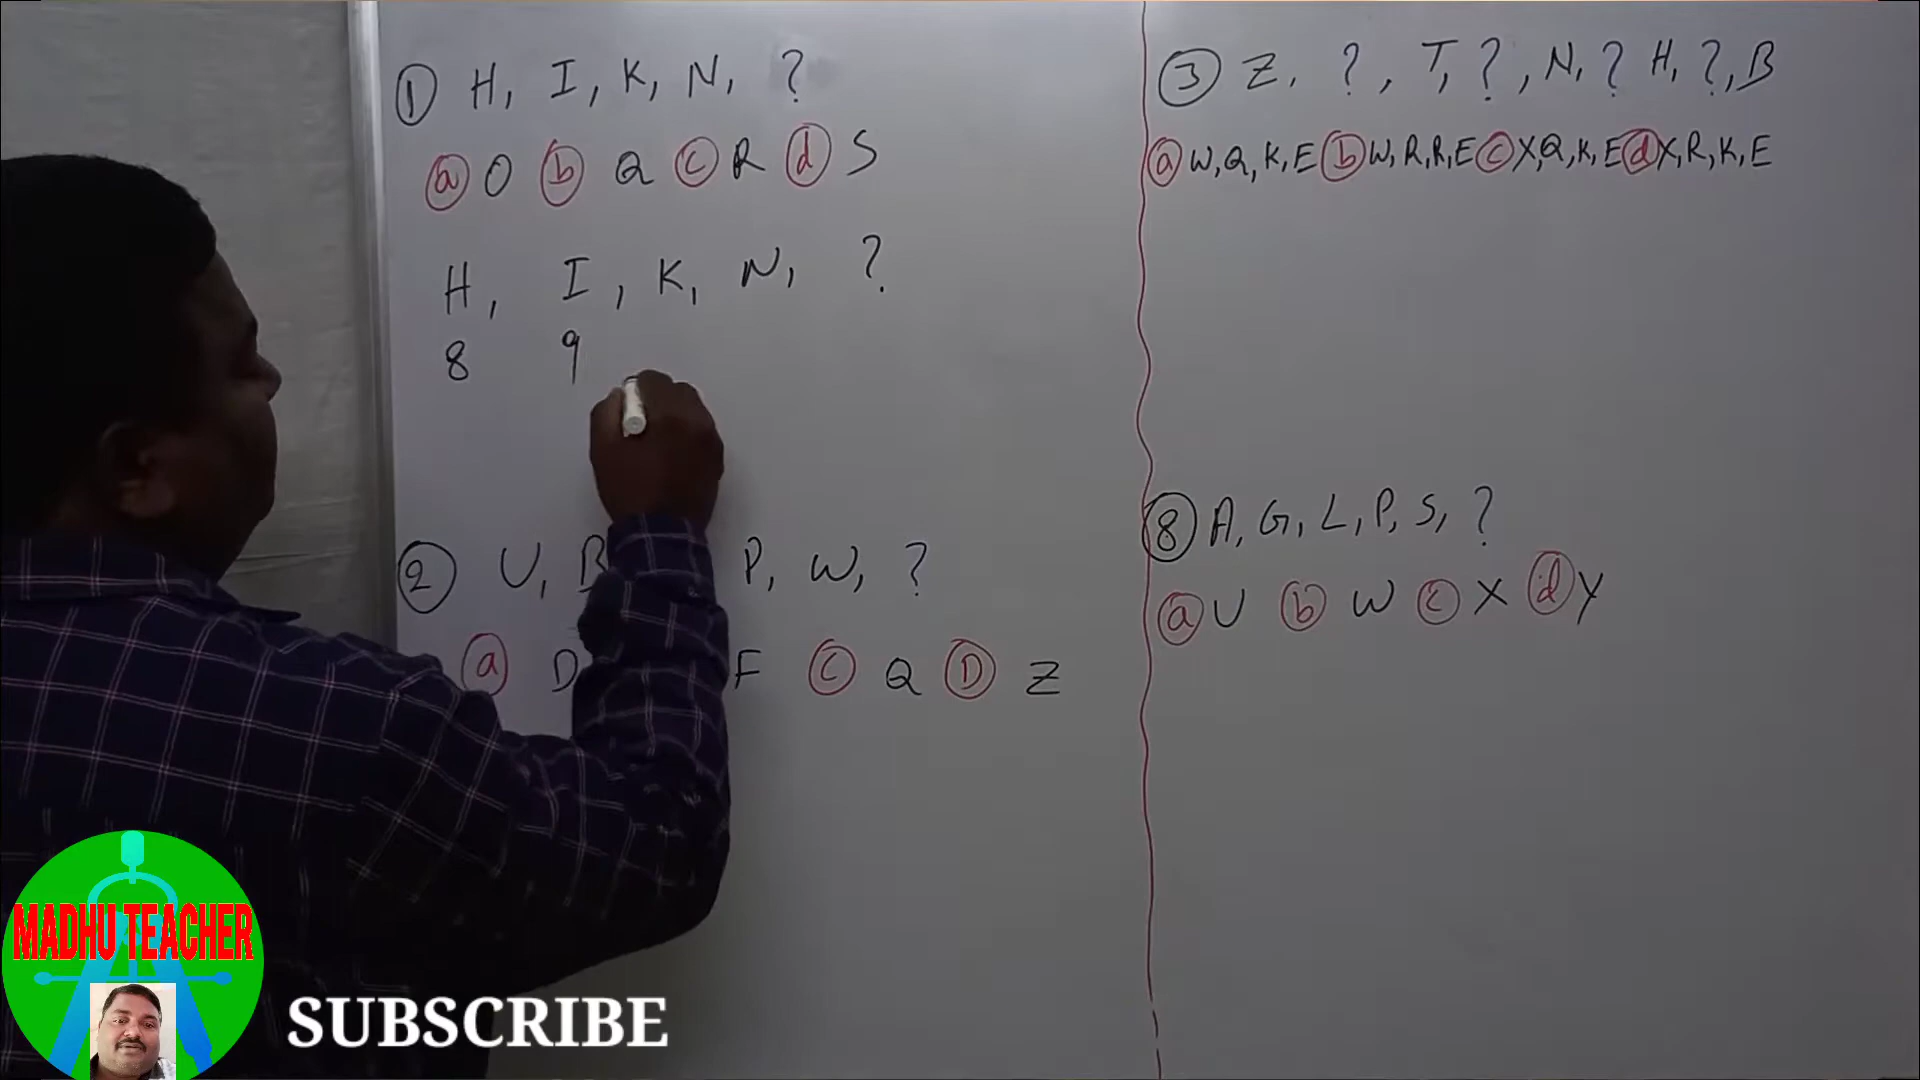 ① H, I, K, N, ?
ⓐ O ⓑ Q ⓒ R ⓓ S
H, I, K, N, ?
8 9
② U, B P, W, ?
ⓐ D F Ⓒ Q Ⓓ Z
③ Z, ?, T, ?, N, ? H, ?, B
ⓐ W, Q, K, E ⓑ W, R, R, E ⓒ X, Q, K, E ⓓ X, R, K, E
⑧ A, G, L, P, S, ?
ⓐ U ⓑ W ⓒ X ⓓ Y
MADHU TEACHER
SUBSCRIBE